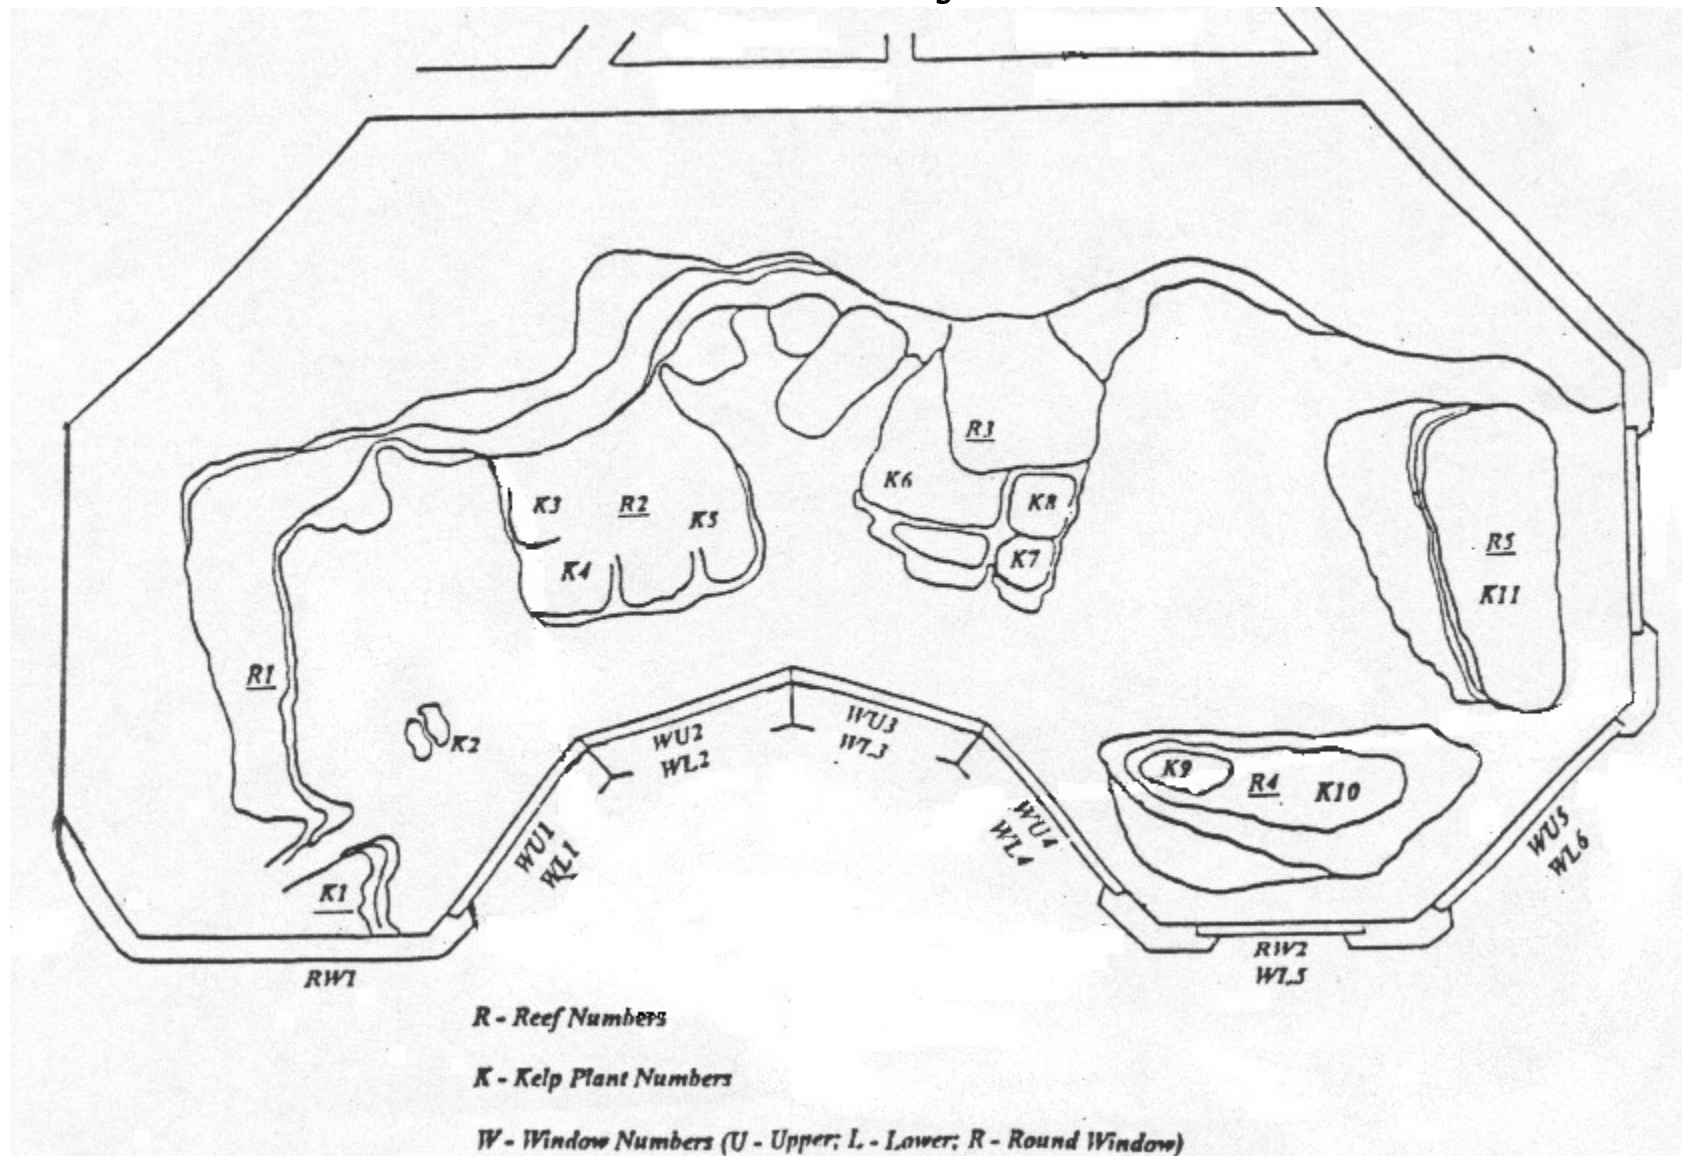 R3
K6
K8
K3
R2
K5
K7
K4
R5
K11
R1
K2
WU2
WL2
WU3
WL3
K9
R4
K10
WU1
WL1
WU4
WL4
WU5
WL6
K1
RW1
RW2
WL5
R - Reef Numbers
K - Kelp Plant Numbers
W - Window Numbers (U - Upper; L - Lower; R - Round Window)